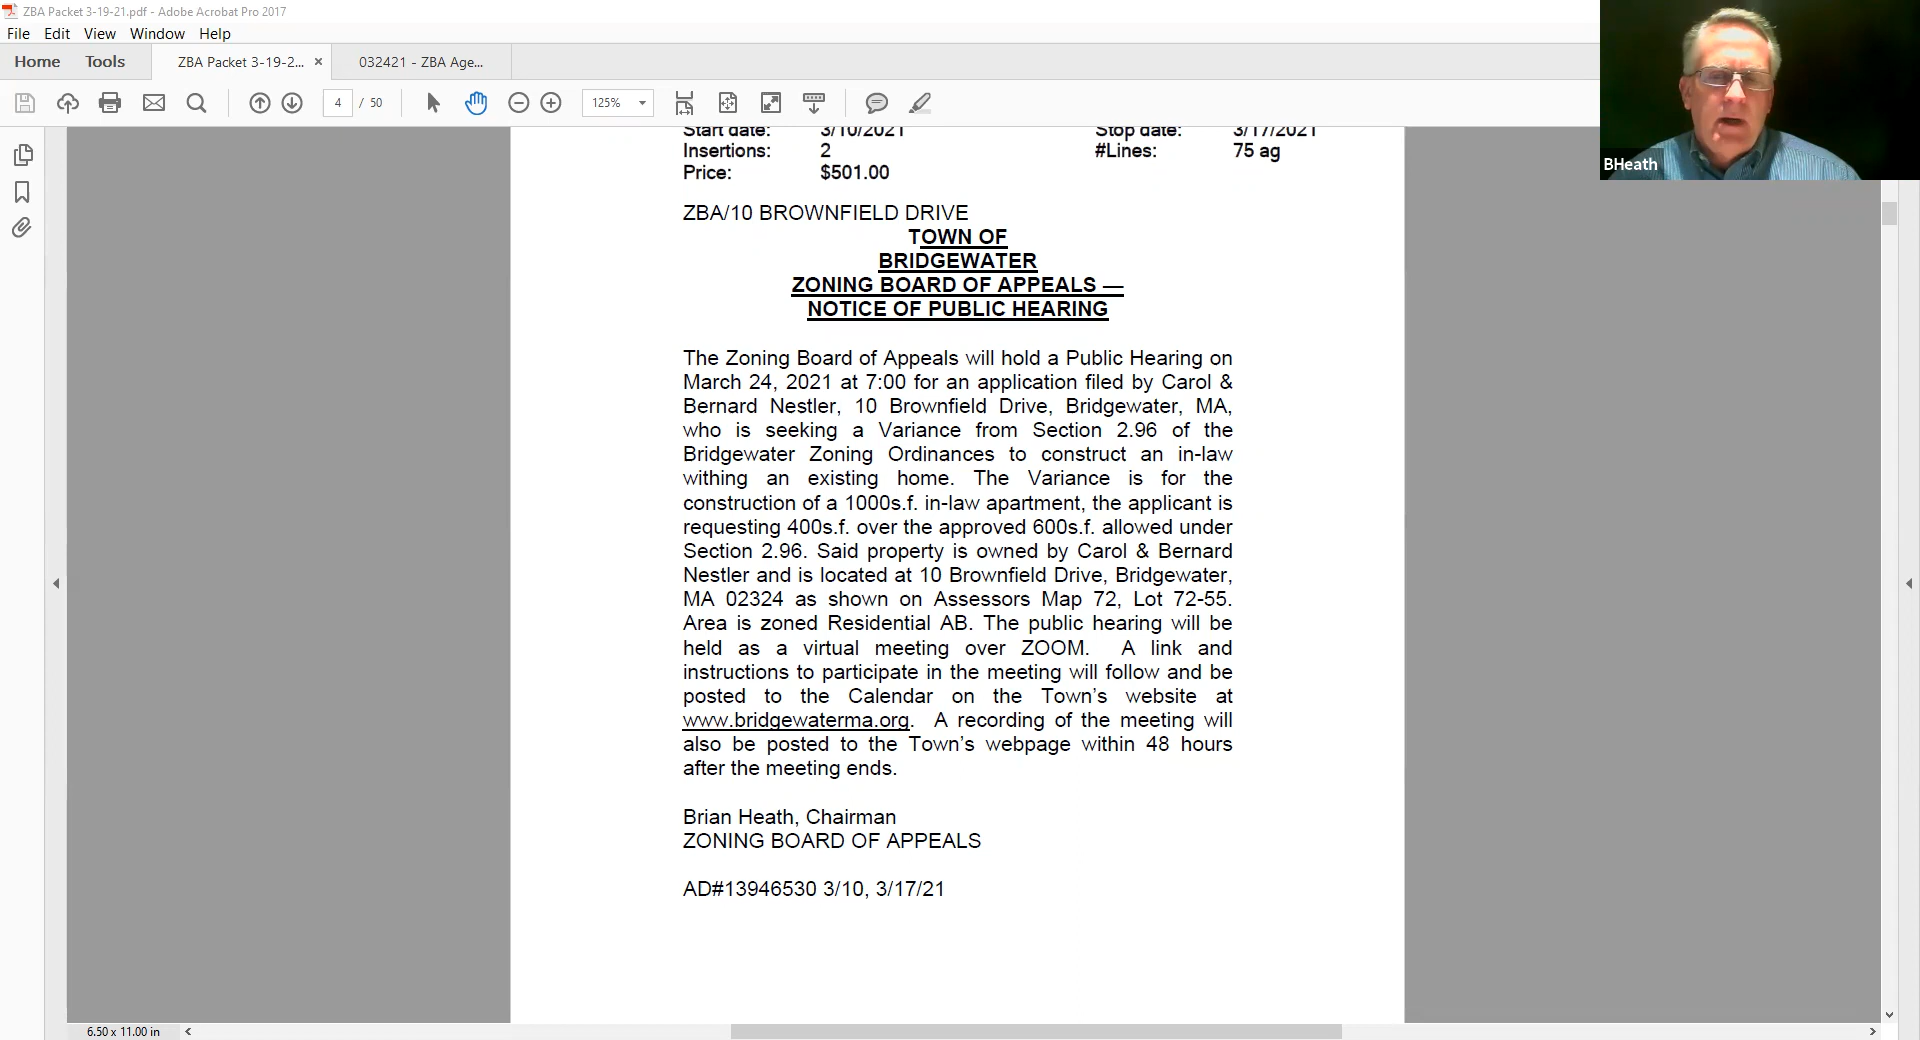 ZBA Packet 3-19-21.pdf - Adobe Acrobat Pro 2017
File Edit View Window Help
Home Tools ZBA Packet 3-19-2... × 032421 - ZBA Age...
4 / 50 125%
Start date: 3/10/2021 Stop date: 3/17/2021
Insertions: 2 #Lines: 75 ag
Price: $501.00
BHeath
ZBA/10 BROWNFIELD DRIVE
TOWN OF
BRIDGEWATER
ZONING BOARD OF APPEALS —
NOTICE OF PUBLIC HEARING
The Zoning Board of Appeals will hold a Public Hearing on
March 24, 2021 at 7:00 for an application filed by Carol &
Bernard Nestler, 10 Brownfield Drive, Bridgewater, MA,
who is seeking a Variance from Section 2.96 of the
Bridgewater Zoning Ordinances to construct an in-law
withing an existing home. The Variance is for the
construction of a 1000s.f. in-law apartment, the applicant is
requesting 400s.f. over the approved 600s.f. allowed under
Section 2.96. Said property is owned by Carol & Bernard
Nestler and is located at 10 Brownfield Drive, Bridgewater,
MA 02324 as shown on Assessors Map 72, Lot 72-55.
Area is zoned Residential AB. The public hearing will be
held as a virtual meeting over ZOOM. A link and
instructions to participate in the meeting will follow and be
posted to the Calendar on the Town's website at
www.bridgewaterma.org. A recording of the meeting will
also be posted to the Town's webpage within 48 hours
after the meeting ends.
Brian Heath, Chairman
ZONING BOARD OF APPEALS
AD#13946530 3/10, 3/17/21
6.50 x 11.00 in